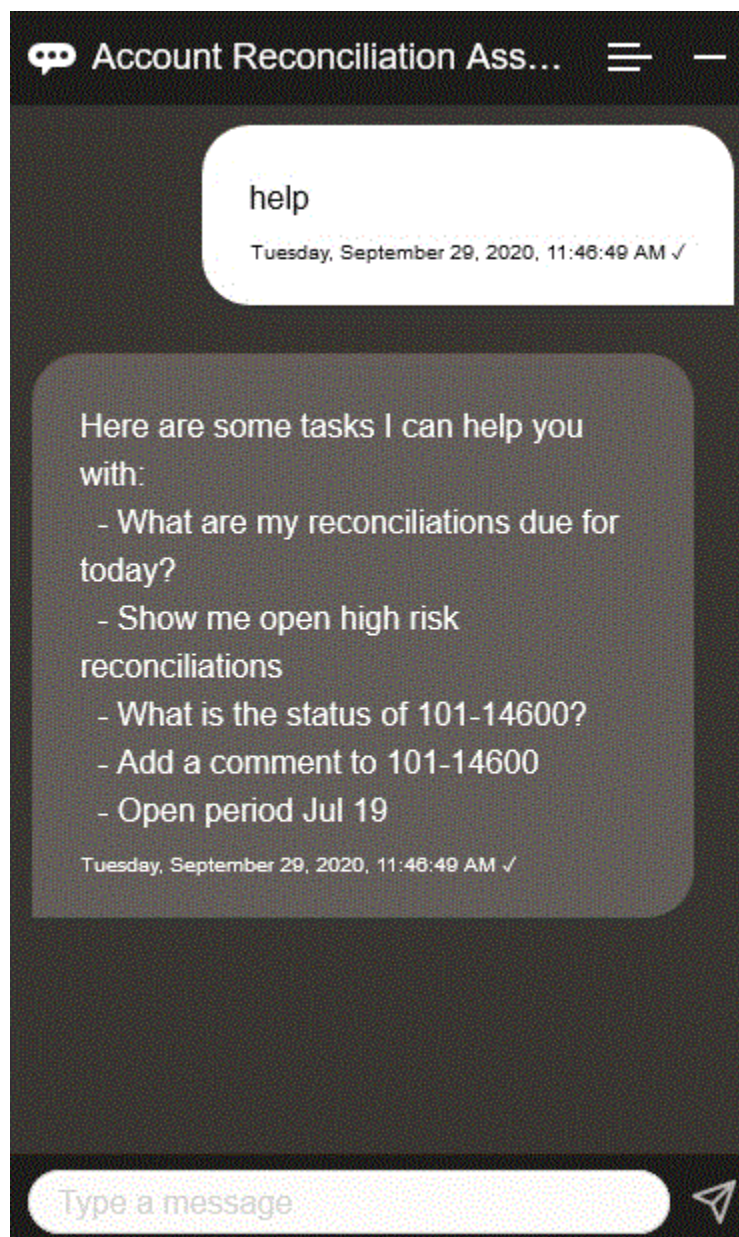 Account Reconciliation Ass...
help
Tuesday, September 29, 2020, 11:46:49 AM ✓
Here are some tasks I can help you
with:
- What are my reconciliations due for
today?
- Show me open high risk
reconciliations
- What is the status of 101-14600?
- Add a comment to 101-14600
- Open period Jul 19
Tuesday, September 29, 2020, 11:46:49 AM ✓
Type a message